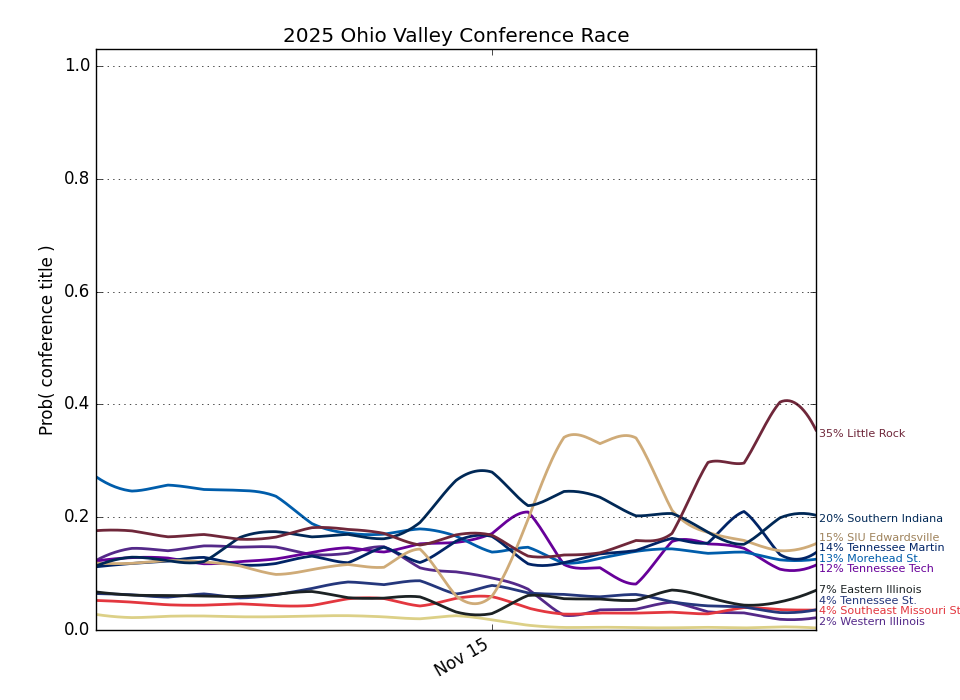 2025 Ohio Valley Conference Race
Prob( conference title )
1.0
0.8
0.6
0.4
0.2
0.0
Nov 15
35% Little Rock
20% Southern Indiana
15% SIU Edwardsville
14% Tennessee Martin
13% Morehead St.
12% Tennessee Tech
7% Eastern Illinois
4% Tennessee St.
4% Southeast Missouri St
2% Western Illinois